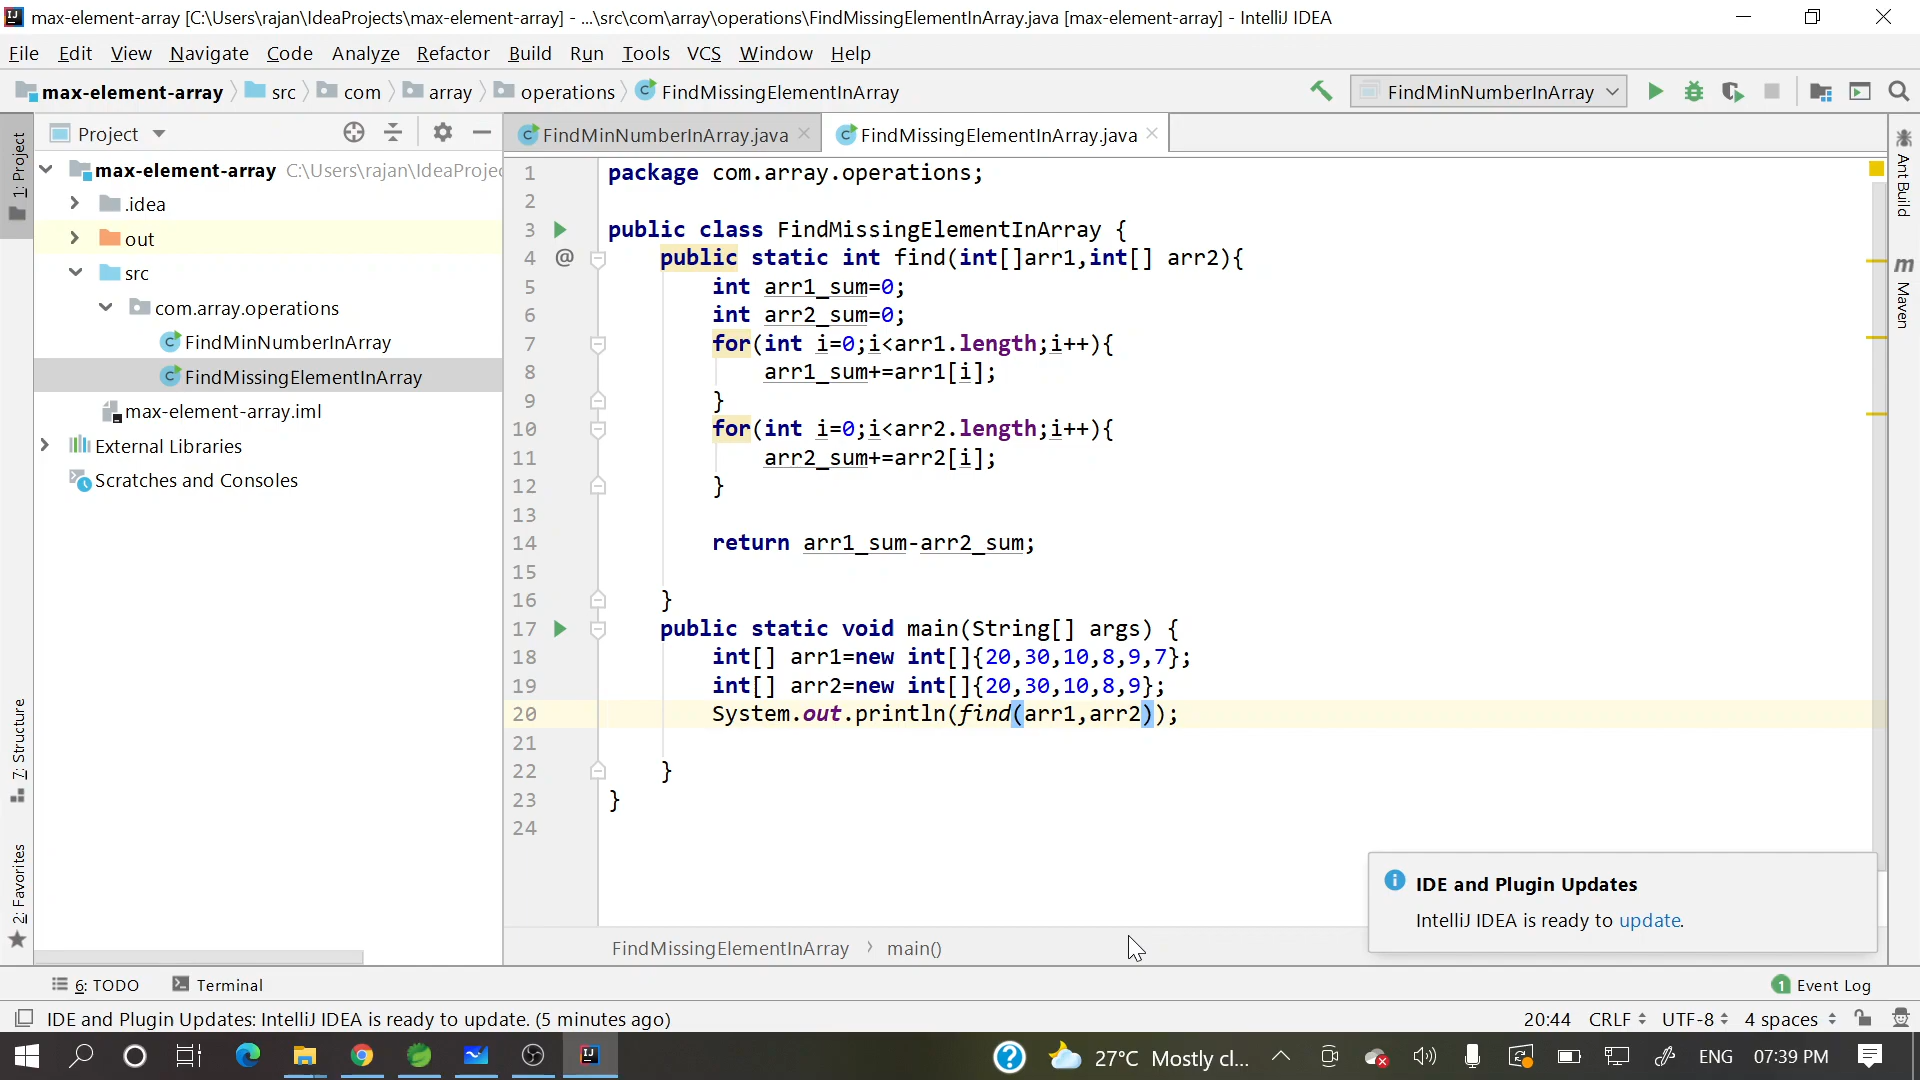 max-element-array [C:\Users\rajan\IdeaProjects\max-element-array] - ...\src\com\array\operations\FindMissingElementInArray.java [max-element-array] - IntelliJ IDEA
File Edit View Navigate Code Analyze Refactor Build Run Tools VCS Window Help
max-element-array src com array operations FindMissingElementInArray FindMinNumberInArray
Project
FindMinNumberInArray.java FindMissingElementInArray.java
1: Project
7: Structure
2: Favorites
max-element-array C:\Users\rajan\IdeaProjec
.idea
out
src
com.array.operations
FindMinNumberInArray
FindMissingElementInArray
max-element-array.iml
External Libraries
Scratches and Consoles
1 package com.array.operations;
2
3 public class FindMissingElementInArray {
4 @ public static int find(int[]arr1,int[] arr2){
5 int arr1_sum=0;
6 int arr2_sum=0;
7 for(int i=0;i<arr1.length;i++){
8 arr1_sum+=arr1[i];
9 }
10 for(int i=0;i<arr2.length;i++){
11 arr2_sum+=arr2[i];
12 }
13
14 return arr1_sum-arr2_sum;
15
16 }
17 public static void main(String[] args) {
18 int[] arr1=new int[]{20,30,10,8,9,7};
19 int[] arr2=new int[]{20,30,10,8,9};
20 System.out.println(find(arr1,arr2));
21
22 }
23 }
24
Ant Build
m Maven
IDE and Plugin Updates
IntelliJ IDEA is ready to update.
FindMissingElementInArray › main()
6: TODO Terminal 1 Event Log
IDE and Plugin Updates: IntelliJ IDEA is ready to update. (5 minutes ago) 20:44 CRLF UTF-8 4 spaces
27°C Mostly cl... ENG 07:39 PM